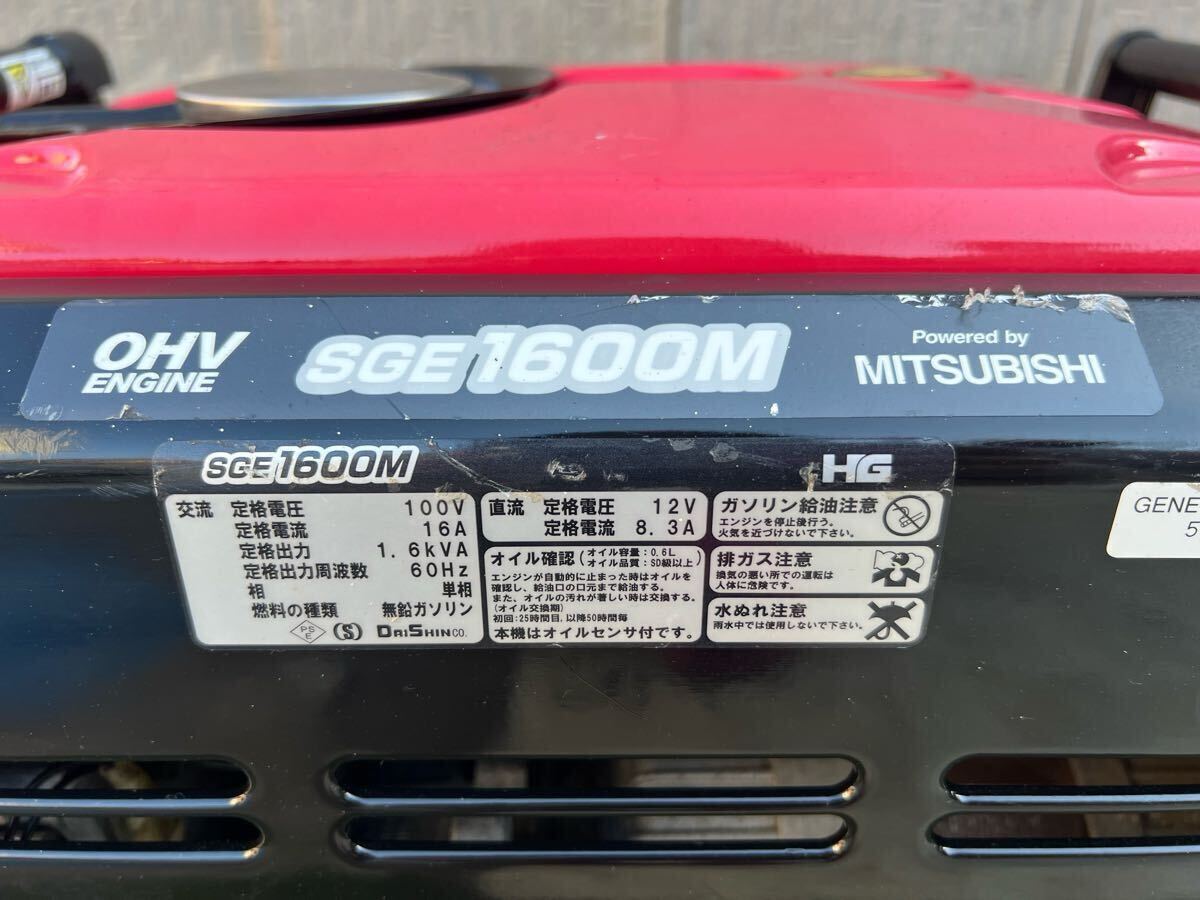 OHV
ENGINE
SGE1600M
Powered by
MITSUBISHI
SGE1600M
HG
交流 定格電圧 100V
定格電流 16A
定格出力 1.6kVA
定格出力周波数 60Hz
相 単相
燃料の種類 無鉛ガソリン
PSE (S) DAISHIN CO.
直流 定格電圧 12V
定格電流 8.3A
オイル確認 (オイル容量:0.6L
オイル品質:SD級以上)
エンジンが自動的に止まった時はオイルを
確認し、給油口の口元まで給油する。
また、オイルの汚れが著しい時は交換する。
(オイル交換期)
初回:25時間目,以降50時間毎
本機はオイルセンサ付です。
ガソリン給油注意
エンジンを停止後行う。
火気を近づけないで下さい。
排ガス注意
換気の悪い所での運転は
人体に危険です。
水ぬれ注意
雨水中では使用しないで下さい。
GENE
5